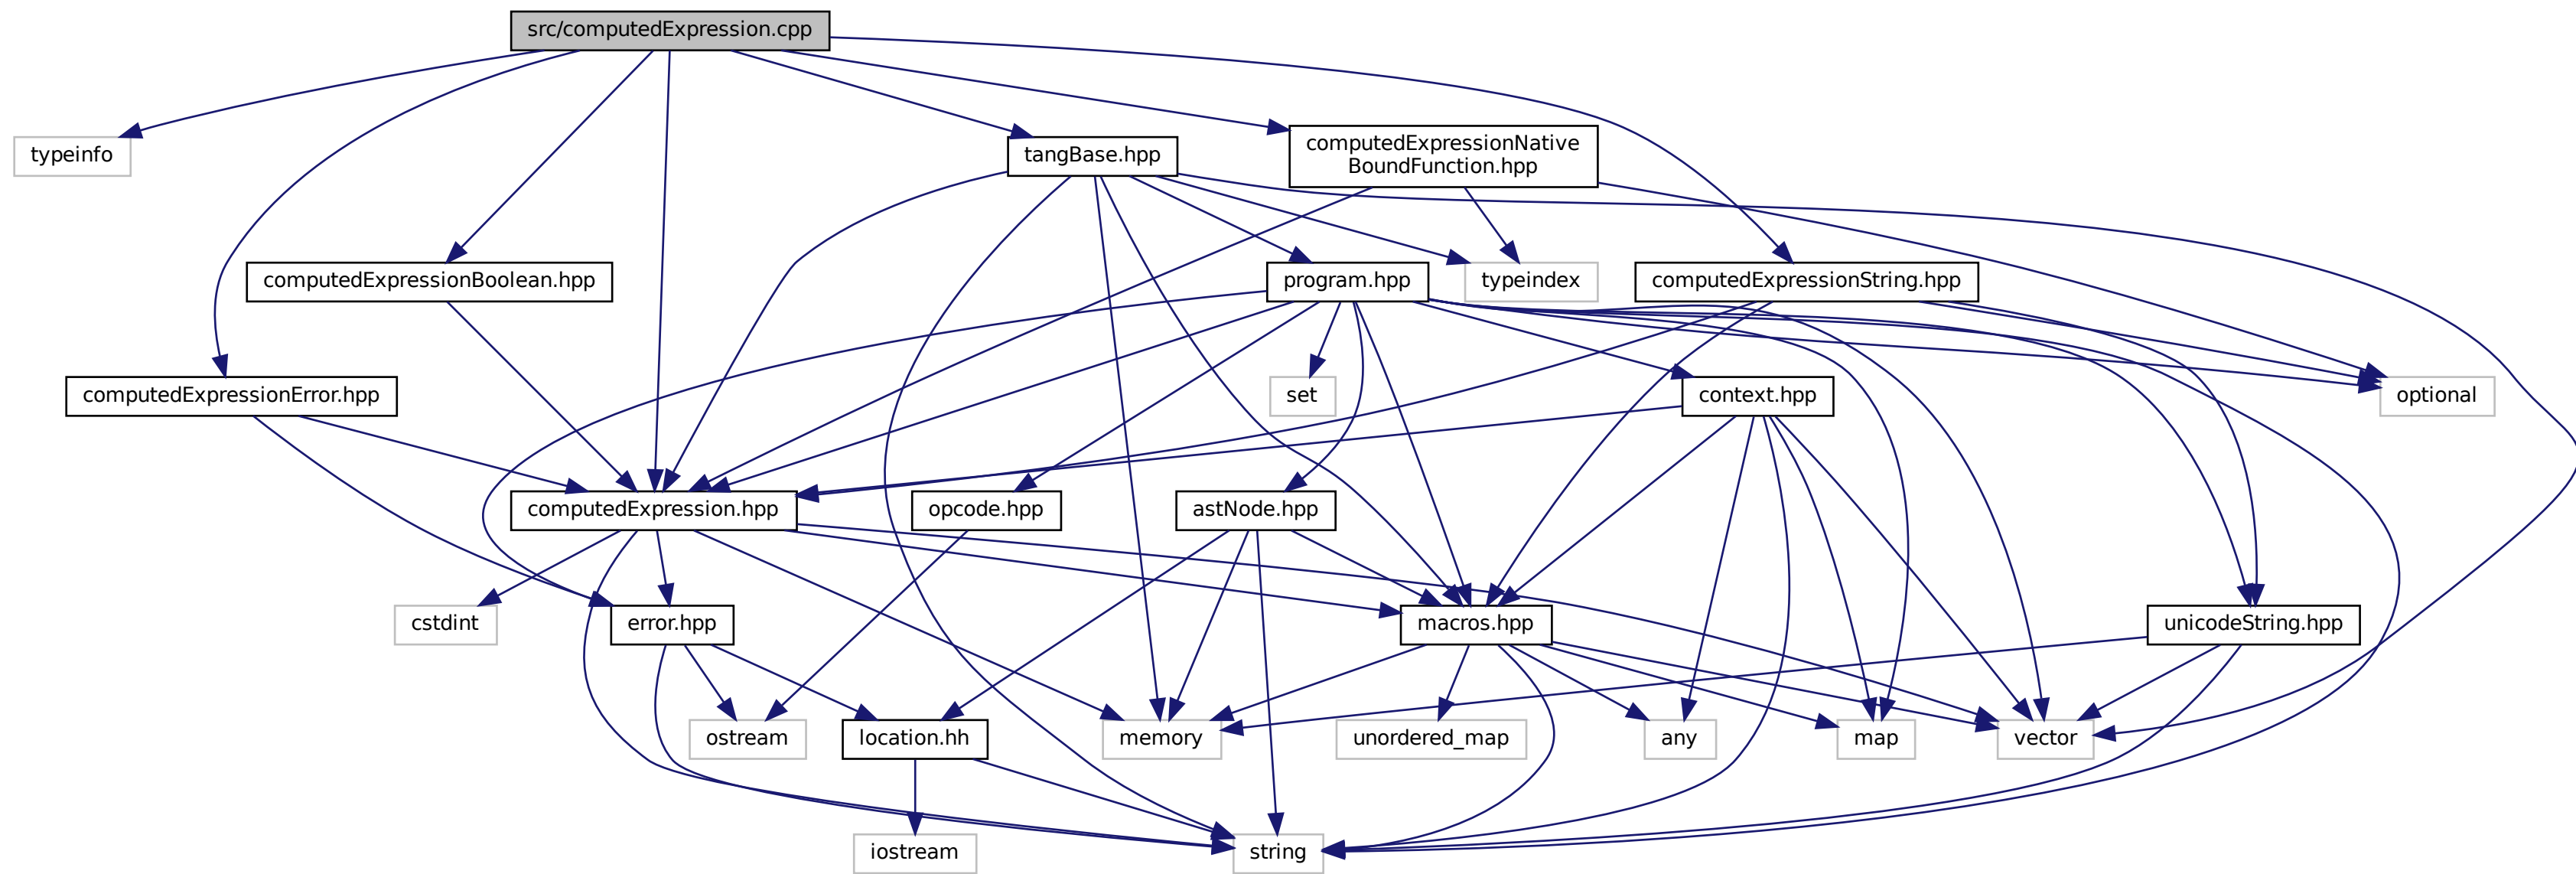 src/computedExpression.cpp
typeinfo
tangBase.hpp
computedExpressionNative
BoundFunction.hpp
computedExpressionBoolean.hpp
program.hpp
typeindex
computedExpressionString.hpp
computedExpressionError.hpp
set
context.hpp
optional
computedExpression.hpp
opcode.hpp
astNode.hpp
cstdint
error.hpp
macros.hpp
unicodeString.hpp
ostream
location.hh
memory
unordered_map
any
map
vector
iostream
string